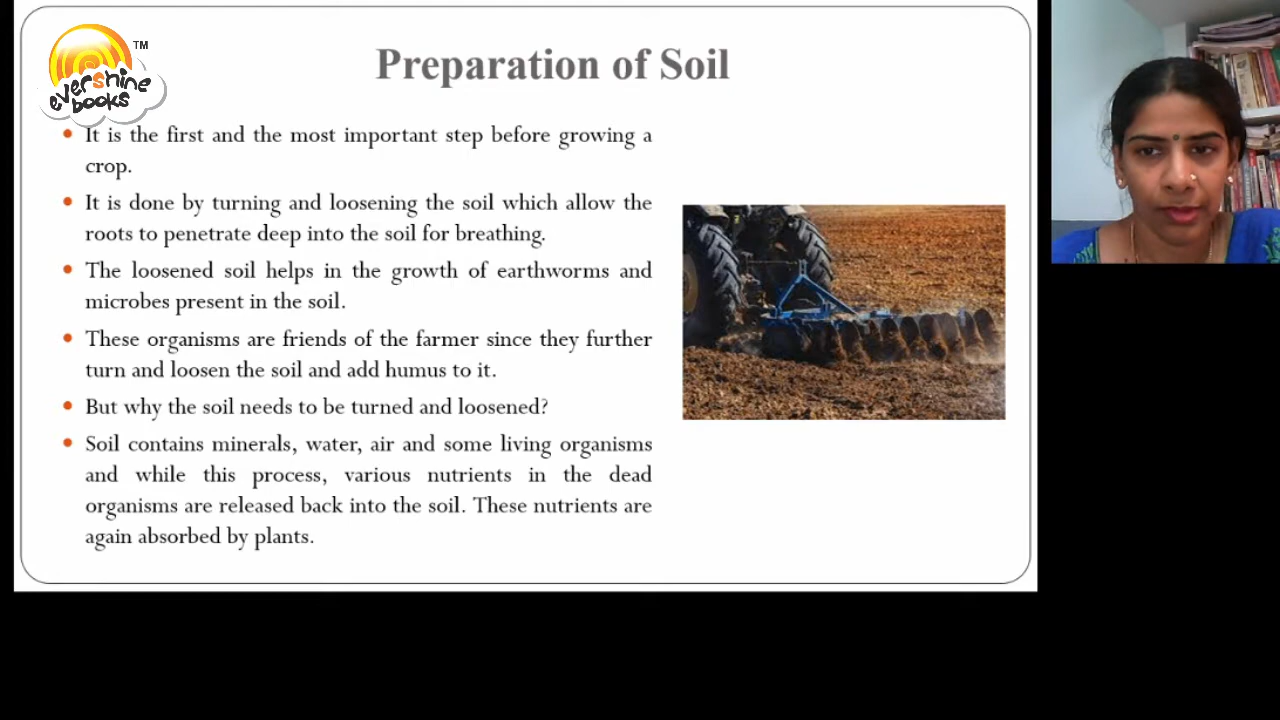 TM
evershine
books
Preparation of Soil
• It is the first and the most important step before growing a
crop.
• It is done by turning and loosening the soil which allow the
roots to penetrate deep into the soil for breathing.
• The loosened soil helps in the growth of earthworms and
microbes present in the soil.
• These organisms are friends of the farmer since they further
turn and loosen the soil and add humus to it.
• But why the soil needs to be turned and loosened?
• Soil contains minerals, water, air and some living organisms
and while this process, various nutrients in the dead
organisms are released back into the soil. These nutrients are
again absorbed by plants.